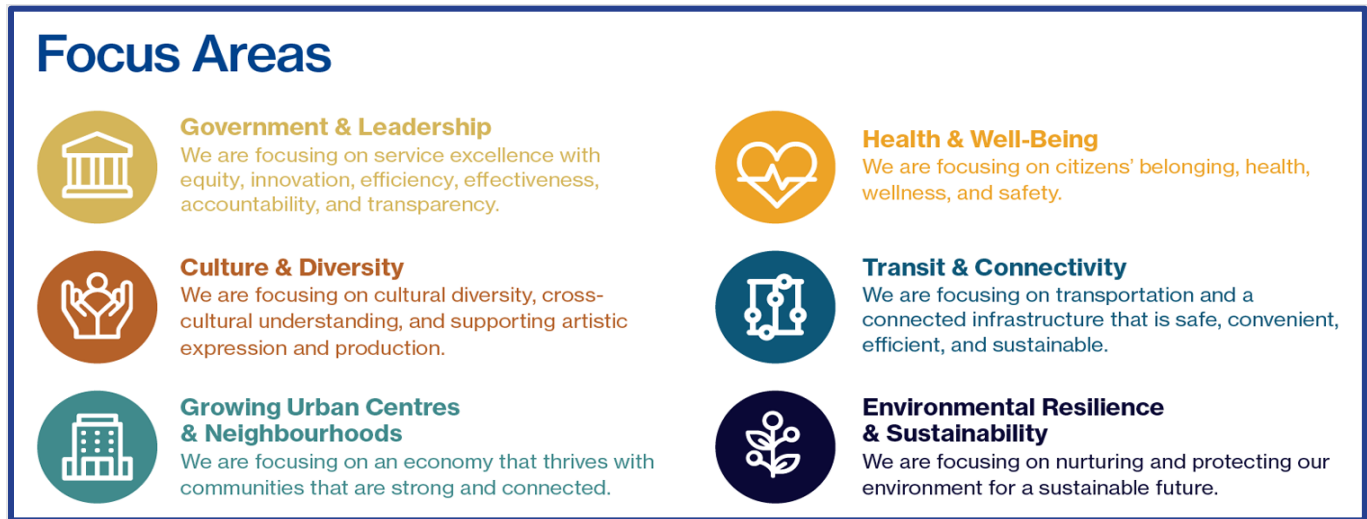 Focus Areas
Government & Leadership
We are focusing on service excellence with
equity, innovation, efficiency, effectiveness,
accountability, and transparency.
Culture & Diversity
We are focusing on cultural diversity, cross-
cultural understanding, and supporting artistic
expression and production.
Growing Urban Centres
& Neighbourhoods
We are focusing on an economy that thrives with
communities that are strong and connected.
Health & Well-Being
We are focusing on citizens’ belonging, health,
wellness, and safety.
Transit & Connectivity
We are focusing on transportation and a
connected infrastructure that is safe, convenient,
efficient, and sustainable.
Environmental Resilience
& Sustainability
We are focusing on nurturing and protecting our
environment for a sustainable future.